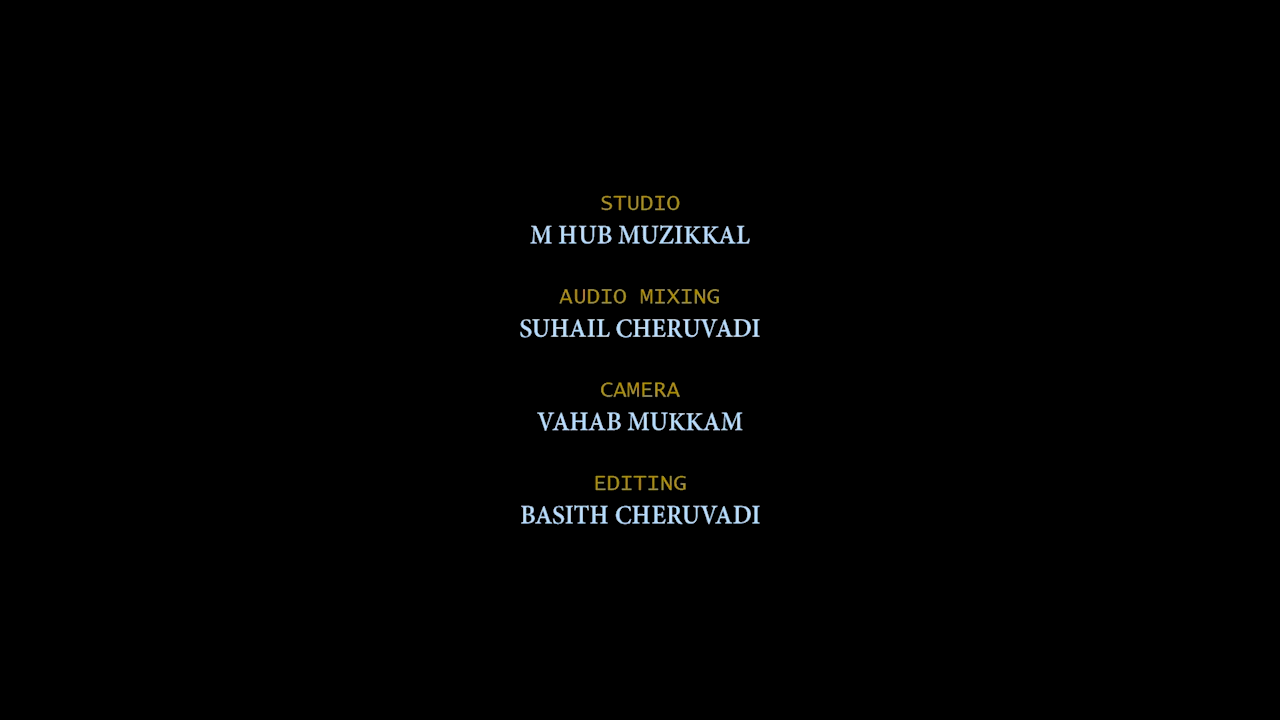 STUDIO
M HUB MUZIKKAL
AUDIO MIXING
SUHAIL CHERUVADI
CAMERA
VAHAB MUKKAM
EDITING
BASITH CHERUVADI